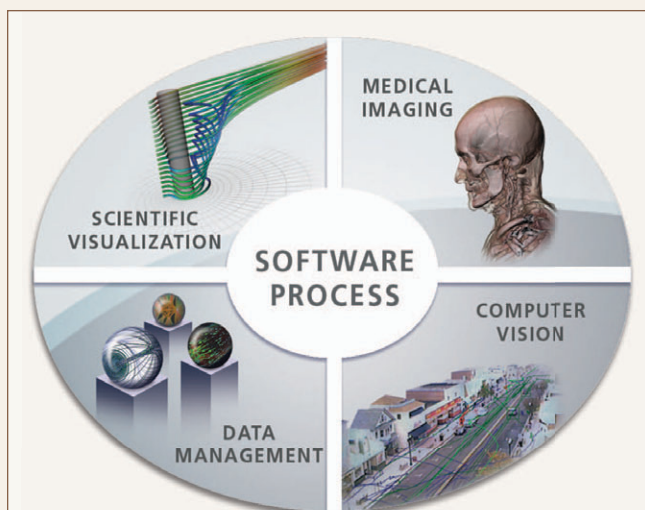 SCIENTIFIC
VISUALIZATION
MEDICAL
IMAGING
SOFTWARE
PROCESS
DATA
MANAGEMENT
COMPUTER
VISION